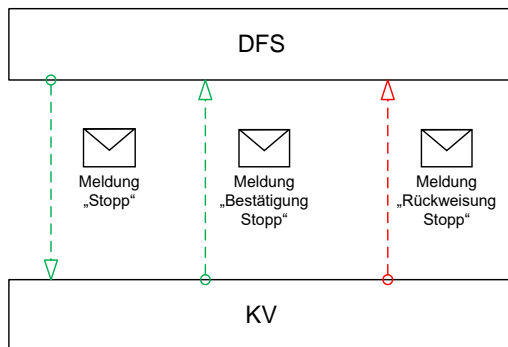 DFS
Meldung
„Stopp“
Meldung
„Bestätigung
Stopp“
Meldung
„Rückweisung
Stopp“
KV